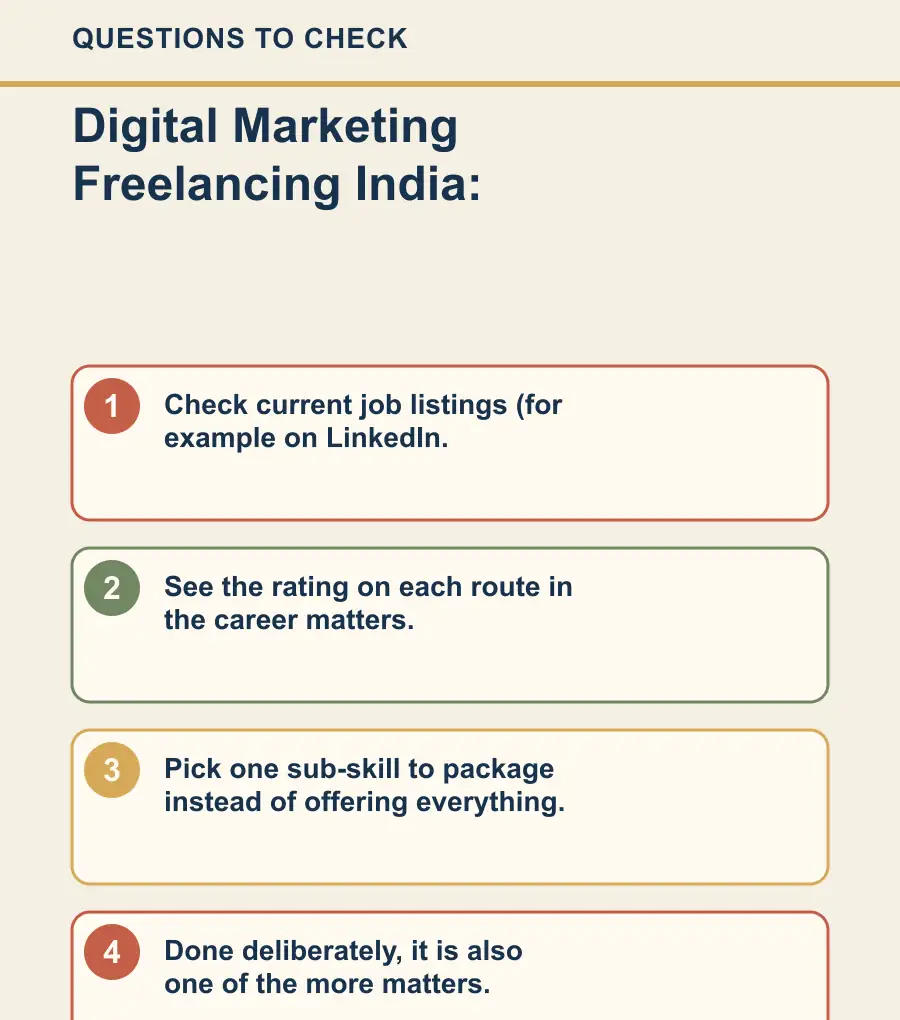 QUESTIONS TO CHECK
Digital Marketing
Freelancing India:
1
Check current job listings (for
example on LinkedIn.
2
See the rating on each route in
the career matters.
3
Pick one sub-skill to package
instead of offering everything.
4
Done deliberately, it is also
one of the more matters.